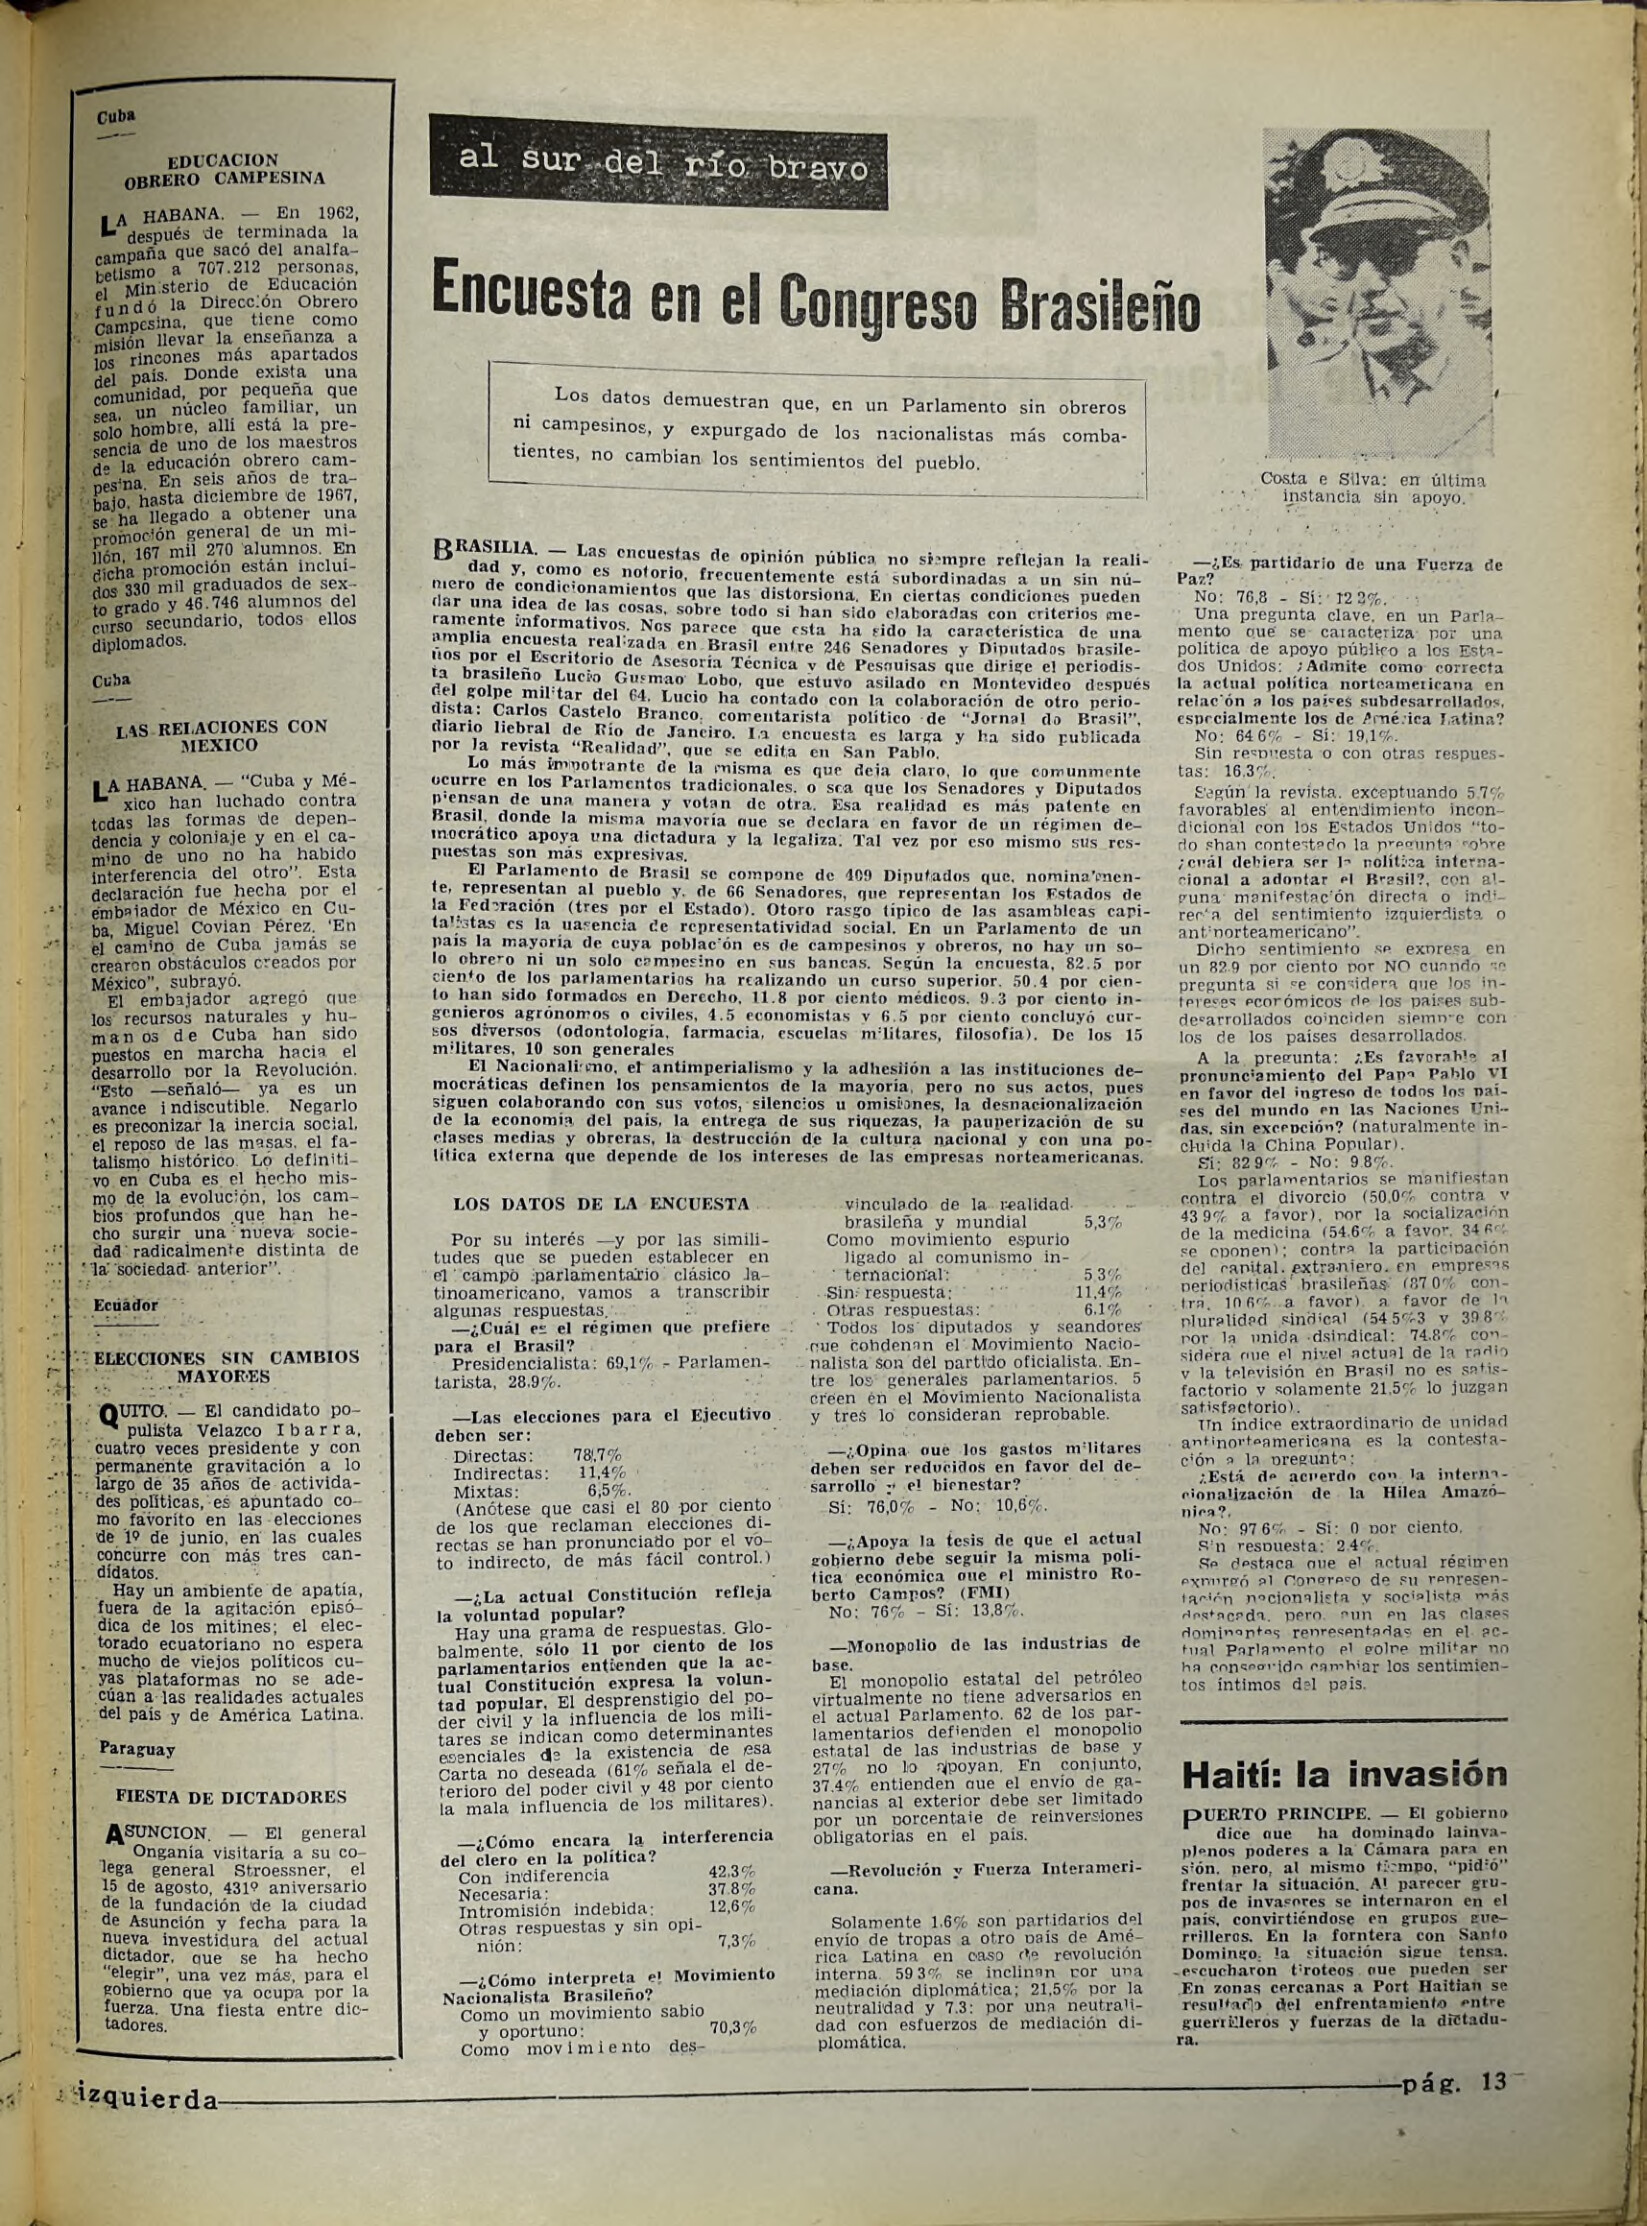 Cuba
EDUCACION
OBRERO CAMPESINA
LA HABANA. — En 1962,
después de terminada la
campaña que sacó del analfa-
betismo a 707.212 personas,
el Ministerio de Educación
fundó la Dirección Obrero
Campesina, que tiene como
misión llevar la enseñanza a
los rincones más apartados
del país. Donde exista una
comunidad, por pequeña que
sea, un núcleo familiar, un
solo hombre, allí está la pre-
sencia de uno de los maestros
de la educación obrero cam-
pesina. En seis años de tra-
bajo, hasta diciembre de 1967,
se ha llegado a obtener una
promoción general de un mi-
llón, 167 mil 270 alumnos. En
dicha promoción están incluí-
dos 330 mil graduados de sex-
to grado y 46.746 alumnos del
curso secundario, todos ellos
diplomados.
Cuba
LAS RELACIONES CON
MEXICO
LA HABANA. — "Cuba y Mé-
xico han luchado contra
todas las formas de depen-
dencia y coloniaje y en el ca-
mino de uno no ha habido
interferencia del otro". Esta
declaración fue hecha por el
embajador de México en Cu-
ba, Miguel Covian Pérez. 'En
el camino de Cuba jamás se
crearon obstáculos creados por
México", subrayó.
El embajador agregó que
los recursos naturales y hu-
manos de Cuba han sido
puestos en marcha hacia el
desarrollo por la Revolución.
"Esto —señaló— ya es un
avance indiscutible. Negarlo
es preconizar la inercia social,
el reposo de las masas, el fa-
talismo histórico. Lo definiti-
vo en Cuba es el hecho mis-
mo de la evolución, los cam-
bios profundos que han he-
cho surgir una nueva socie-
dad radicalmente distinta de
la sociedad anterior".
Ecuador
ELECCIONES SIN CAMBIOS
MAYORES
QUITO. — El candidato po-
pulista Velazco Ibarra,
cuatro veces presidente y con
permanente gravitación a lo
largo de 35 años de activida-
des políticas, es apuntado co-
mo favorito en las elecciones
de 1º de junio, en las cuales
concurre con más tres can-
didatos.
Hay un ambiente de apatía,
fuera de la agitación episó-
dica de los mitines; el elec-
torado ecuatoriano no espera
mucho de viejos políticos cu-
yas plataformas no se ade-
cúan a las realidades actuales
del país y de América Latina.
Paraguay
FIESTA DE DICTADORES
ASUNCION. — El general
Onganía visitaría a su co-
lega general Stroessner, el
15 de agosto, 431º aniversario
de la fundación de la ciudad
de Asunción y fecha para la
nueva investidura del actual
dictador, que se ha hecho
"elegir", una vez más, para el
gobierno que ya ocupa por la
fuerza. Una fiesta entre dic-
tadores.
al sur del río bravo
Encuesta en el Congreso Brasileño
Los datos demuestran que, en un Parlamento sin obreros
ni campesinos, y expurgado de los nacionalistas más comba-
tientes, no cambian los sentimientos del pueblo.
Costa e Silva: en última
instancia sin apoyo.
BRASILIA. — Las encuestas de opinión pública no siempre reflejan la reali-
dad y, como es notorio, frecuentemente está subordinadas a un sin nú-
mero de condicionamientos que las distorsiona. En ciertas condiciones pueden
dar una idea de las cosas, sobre todo si han sido elaboradas con criterios me-
ramente informativos. Nos parece que esta ha sido la característica de una
amplia encuesta realizada en Brasil entre 246 Senadores y Diputados brasile-
ños por el Escritorio de Asesoría Técnica y de Pesquisas que dirige el periodis-
ta brasileño Lucio Gusmao Lobo, que estuvo asilado en Montevideo después
del golpe militar del 64. Lucio ha contado con la colaboración de otro perio-
dista: Carlos Castelo Branco, comentarista político de "Jornal do Brasil",
diario liebral de Río de Janeiro. La encuesta es larga y ha sido publicada
por la revista "Realidad", que se edita en San Pablo.
Lo más impotrante de la misma es que deja claro, lo que comunmente
ocurre en los Parlamentos tradicionales, o sea que los Senadores y Diputados
piensan de una manera y votan de otra. Esa realidad es más patente en
Brasil, donde la misma mayoría que se declara en favor de un régimen de-
mocrático apoya una dictadura y la legaliza. Tal vez por eso mismo sus res-
puestas son más expresivas.
El Parlamento de Brasil se compone de 409 Diputados que, nominalmen-
te, representan al pueblo y, de 66 Senadores, que representan los Estados de
la Federación (tres por el Estado). Otoro rasgo típico de las asambleas capi-
talistas es la uasencia de representatividad social. En un Parlamento de un
país la mayoría de cuya población es de campesinos y obreros, no hay un so-
lo obrero ni un solo campesino en sus bancas. Según la encuesta, 82.5 por
ciento de los parlamentarios ha realizando un curso superior. 50.4 por cien-
to han sido formados en Derecho, 11.8 por ciento médicos, 9.3 por ciento in-
genieros agrónomos o civiles, 4.5 economistas y 6.5 por ciento concluyó cur-
sos diversos (odontología, farmacia, escuelas militares, filosofía). De los 15
militares, 10 son generales
El Nacionalismo, el antimperialismo y la adhesión a las instituciones de-
mocráticas definen los pensamientos de la mayoría, pero no sus actos, pues
siguen colaborando con sus votos, silencios u omisiones, la desnacionalización
de la economía del país, la entrega de sus riquezas, la pauperización de su
clases medias y obreras, la destrucción de la cultura nacional y con una po-
lítica externa que depende de los intereses de las empresas norteamericanas.
LOS DATOS DE LA ENCUESTA
Por su interés —y por las simili-
tudes que se pueden establecer en
el campo parlamentario clásico la-
tinoamericano, vamos a transcribir
algunas respuestas.
—¿Cuál es el régimen que prefiere
para el Brasil?
Presidencialista: 69,1% - Parlamen-
tarista, 28,9%.
—Las elecciones para el Ejecutivo
deben ser:
Directas: 78,7%
Indirectas: 11,4%
Mixtas: 6,5%.
(Anótese que casi el 80 por ciento
de los que reclaman elecciones di-
rectas se han pronunciado por el vo-
to indirecto, de más fácil control.)
—¿La actual Constitución refleja
la voluntad popular?
Hay una grama de respuestas. Glo-
balmente, sólo 11 por ciento de los
parlamentarios entienden que la ac-
tual Constitución expresa la volun-
tad popular. El desprenstigio del po-
der civil y la influencia de los mili-
tares se indican como determinantes
esenciales de la existencia de esa
Carta no deseada (61% señala el de-
terioro del poder civil y 48 por ciento
la mala influencia de los militares).
—¿Cómo encara la interferencia
del clero en la política?
Con indiferencia 42,3%
Necesaria: 37.8%
Intromisión indebida: 12,6%
Otras respuestas y sin opi-
nión: 7,3%
—¿Cómo interpreta el Movimiento
Nacionalista Brasileño?
Como un movimiento sabio
y oportuno: 70,3%
Como movimiento des-
vinculado de la realidad
brasileña y mundial 5,3%
Como movimiento espurio
ligado al comunismo in-
ternacional: 5,3%
Sin respuesta: 11,4%
Otras respuestas: 6,1%
Todos los diputados y seandores
que cohdenan el Movimiento Nacio-
nalista son del partido oficialista. En-
tre los generales parlamentarios, 5
creen en el Movimiento Nacionalista
y tres lo consideran reprobable.
—¿Opina que los gastos militares
deben ser reducidos en favor del de-
sarrollo y el bienestar?
Sí: 76,0% - No: 10,6%.
—¿Apoya la tesis de que el actual
gobierno debe seguir la misma polí-
tica económica que el ministro Ro-
berto Campos? (FMI)
No: 76% - Sí: 13,8%.
—Monopolio de las industrias de
base.
El monopolio estatal del petróleo
virtualmente no tiene adversarios en
el actual Parlamento. 62 de los par-
lamentarios defienden el monopolio
estatal de las industrias de base y
27% no lo apoyan. En conjunto,
37.4% entienden que el envío de ga-
nancias al exterior debe ser limitado
por un porcentaje de reinversiones
obligatorias en el país.
—Revolución y Fuerza Interameri-
cana.
Solamente 1.6% son partidarios del
envío de tropas a otro país de Amé-
rica Latina en caso de revolución
interna. 59 3% se inclinan por una
mediación diplomática; 21,5% por la
neutralidad y 7.3: por una neutrali-
dad con esfuerzos de mediación di-
plomática.
—¿Es partidario de una Fuerza de
Paz?
No: 76,8 - Sí: 12 3%.
Una pregunta clave, en un Parla-
mento que se caracteriza por una
política de apoyo público a los Esta-
dos Unidos: ¿Admite como correcta
la actual política norteamericana en
relación a los países subdesarrollados,
especialmente los de América Latina?
No: 64 6% - Sí: 19,1%.
Sin respuesta o con otras respues-
tas: 16,3%.
Según la revista, exceptuando 5.7%
favorables al entendimiento incon-
dicional con los Estados Unidos "to-
do shan contestado la pregunta sobre
¿cuál debiera ser la política interna-
cional a adoptar el Brasil?, con al-
guna manifestación directa o indi-
recta del sentimiento izquierdista o
antinorteamericano".
Dicho sentimiento se expresa en
un 82.9 por ciento por NO cuando se
pregunta si se considera que los in-
tereses económicos de los países sub-
desarrollados coinciden siempre con
los de los países desarrollados.
A la pregunta: ¿Es favorable al
pronunciamiento del Papa Pablo VI
en favor del ingreso de todos los paí-
ses del mundo en las Naciones Uni-
das, sin excepción? (naturalmente in-
cluida la China Popular).
Sí: 82 9% - No: 9.8%.
Los parlamentarios se manifiestan
contra el divorcio (50,0% contra y
43 9% a favor), por la socialización
de la medicina (54.6% a favor, 34 6%
se oponen); contra la participación
del capital extranjero en empresas
periodísticas brasileñas (87 0% con-
tra, 10 6% a favor) a favor de la
pluralidad sindical (54 5%3 y 39 8%
por la unida dsindical: 74.8% con-
sidera que el nivel actual de la radio
y la televisión en Brasil no es satis-
factorio y solamente 21,5% lo juzgan
satisfactorio).
Un índice extraordinario de unidad
antinorteamericana es la contesta-
ción a la pregunta:
¿Está de acuerdo con la interna-
cionalización de la Hilea Amazó-
nica?.
No: 97 6% - Sí: 0 por ciento.
Sin respuesta: 2.4%.
Se destaca que el actual régimen
expurgó al Congreso de su represen-
tación nacionalista y socialista más
destacada, pero, aun en las clases
dominantes representadas en el ac-
tual Parlamento el golpe militar no
ha conseguido cambiar los sentimien-
tos íntimos del país.
Haití: la invasión
PUERTO PRINCIPE. — El gobierno
dice que ha dominado lainva-
plenos poderes a la Cámara para en
sión, pero, al mismo tiempo, "pidió"
frentar la situación. Al parecer gru-
pos de invasores se internaron en el
país, convirtiéndose en grupos gue-
rrilleros. En la forntera con Santo
Domingo, la situación sigue tensa.
escucharon tiroteos que pueden ser
En zonas cercanas a Port Haitian se
resultado del enfrentamiento entre
guerrilleros y fuerzas de la dictadu-
ra.
izquierda
pág. 13